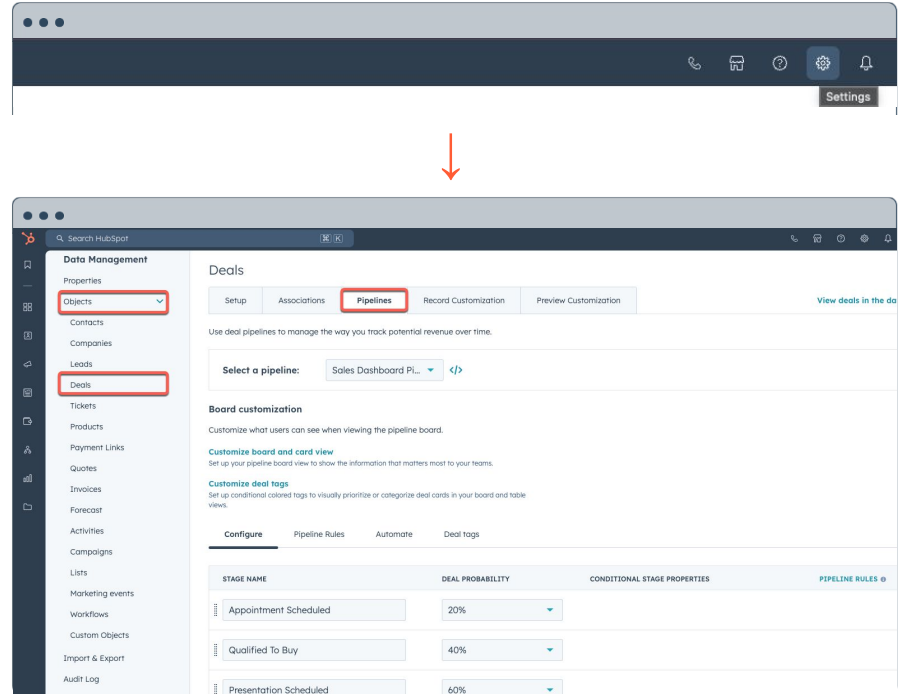 Settings
Search HubSpot
⌘ K
Data Management
Properties
Objects
Contacts
Companies
Leads
Deals
Tickets
Products
Payment Links
Quotes
Invoices
Forecast
Activities
Campaigns
Lists
Marketing events
Workflows
Custom Objects
Import & Export
Audit Log
Deals
Setup Associations Pipelines Record Customization Preview Customization
View deals in the da
Use deal pipelines to manage the way you track potential revenue over time.
Select a pipeline: Sales Dashboard Pi... </>
Board customization
Customize what users can see when viewing the pipeline board.
Customize board and card view
Set up your pipeline board view to show the information that matters most to your teams.
Customize deal tags
Set up conditional colored tags to visually prioritize or categorize deal cards in your board and table
views.
Configure Pipeline Rules Automate Deal tags
STAGE NAME DEAL PROBABILITY CONDITIONAL STAGE PROPERTIES PIPELINE RULES
Appointment Scheduled 20%
Qualified To Buy 40%
Presentation Scheduled 60%